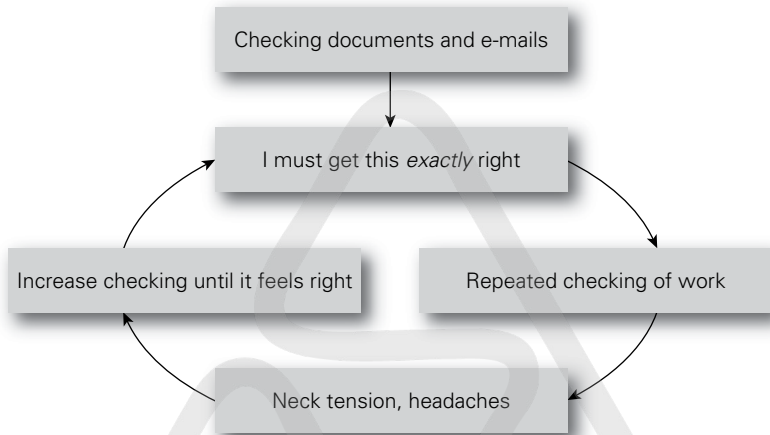 Checking documents and e-mails
I must get this exactly right
Increase checking until it feels right
Repeated checking of work
Neck tension, headaches